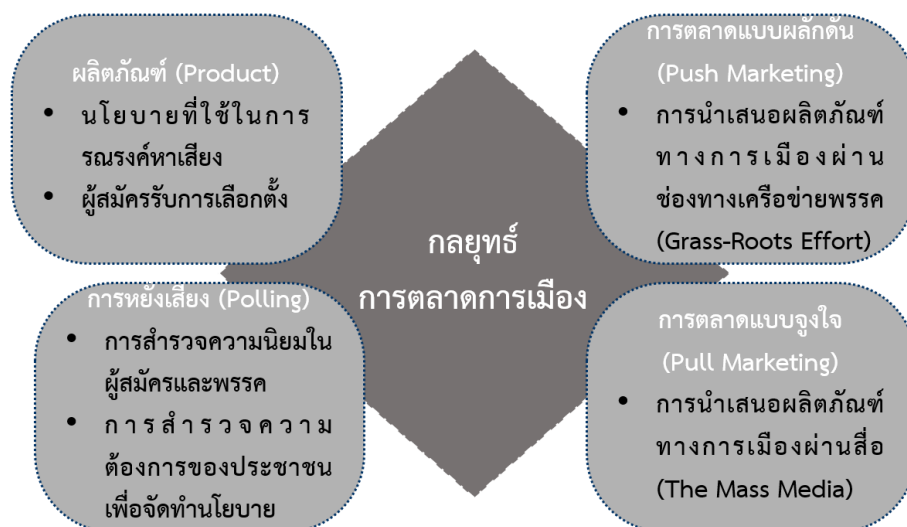 ผลิตภัณฑ์ (Product)
• นโยบายที่ใช้ในการ
รณรงค์หาเสียง
• ผู้สมัครรับการเลือกตั้ง
การตลาดแบบผลักดัน
(Push Marketing)
• การนำเสนอผลิตภัณฑ์
ทางการเมืองผ่าน
ช่องทางเครือข่ายพรรค
(Grass-Roots Effort)
กลยุทธ์
การตลาดการเมือง
การหยั่งเสียง (Polling)
• การสำรวจความนิยมใน
ผู้สมัครและพรรค
• การสำรวจความ
ต้องการของประชาชน
เพื่อจัดทำนโยบาย
การตลาดแบบจูงใจ
(Pull Marketing)
• การนำเสนอผลิตภัณฑ์
ทางการเมืองผ่านสื่อ
(The Mass Media)